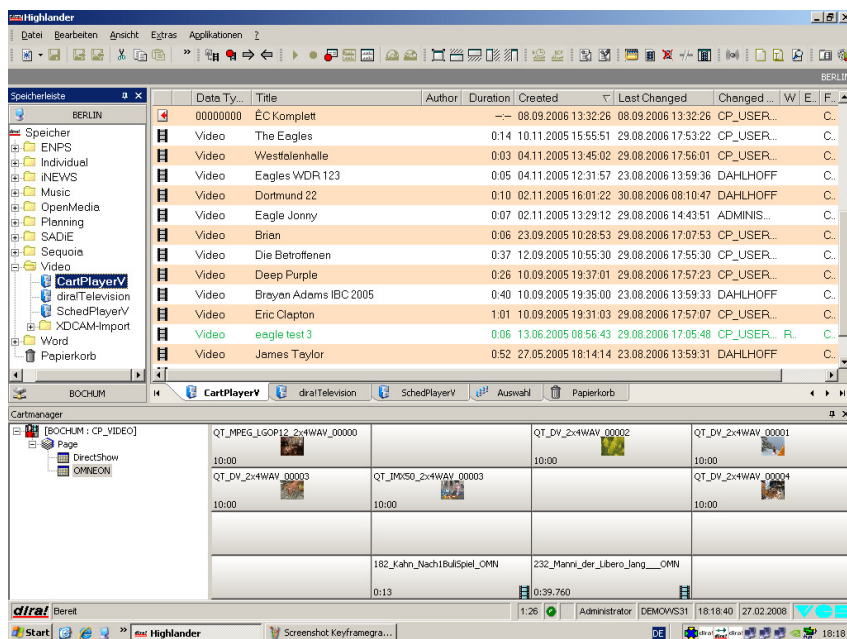 dira! Highlander
Datei Bearbeiten Ansicht Extras Applikationen ?
BERLIN
Speicherleiste
BERLIN
Speicher
ENPS
Individual
iNEWS
Music
OpenMedia
Planning
SADiE
Sequoia
Video
CartPlayerV
dira!Television
SchedPlayerV
XDCAM-Import
Word
Papierkorb
BOCHUM
Data Ty... Title Author Duration Created Last Changed Changed ... W E.. F..
00000000 ÊC Komplett --:-- 08.09.2006 13:32:26 08.09.2006 13:32:26 CP_USER... C..
Video The Eagles 0:14 10.11.2005 15:55:51 29.08.2006 17:53:22 CP_USER... C..
Video Westfalenhalle 0:03 04.11.2005 13:45:02 29.08.2006 17:56:01 CP_USER... C..
Video Eagles WDR 123 0:05 04.11.2005 12:31:57 23.08.2006 13:59:36 DAHLHOFF C..
Video Dortmund 22 0:10 02.11.2005 16:01:22 30.08.2006 08:10:47 DAHLHOFF C..
Video Eagle Jonny 0:07 02.11.2005 13:29:12 29.08.2006 14:43:51 ADMINIS... C..
Video Brian 0:06 23.09.2005 10:28:53 29.08.2006 17:07:53 CP_USER... C..
Video Die Betroffenen 0:37 12.09.2005 10:55:30 29.08.2006 17:55:30 CP_USER... C..
Video Deep Purple 0:26 10.09.2005 19:37:01 29.08.2006 17:57:23 CP_USER... C..
Video Brayan Adams IBC 2005 0:40 10.09.2005 19:35:00 23.08.2006 13:59:33 DAHLHOFF C..
Video Eric Clapton 1:01 10.09.2005 19:31:03 29.08.2006 17:57:07 CP_USER... C..
Video eagle test 3 0:06 13.06.2005 08:56:43 29.08.2006 17:05:48 CP_USER... R.. C..
Video James Taylor 0:52 27.05.2005 18:14:14 23.08.2006 13:59:31 DAHLHOFF C..
CartPlayerV dira!Television SchedPlayerV Auswahl Papierkorb
Cartmanager
[BOCHUM : CP_VIDEO]
Page
DirectShow
OMNEON
QT_MPEG_LGOP12_2x4WAV_00000 QT_DV_2x4WAV_00002 QT_DV_2x4WAV_00001
10:00 10:00 10:00
QT_DV_2x4WAV_00003 QT_IMX50_2x4WAV_00003 QT_DV_2x4WAV_00004
10:00 10:00 10:00
182_Kahn_Nach1BuliSpiel_OMN 232_Manni_der_Libero_lang___OMN
0:13 0:39.760
dira! Bereit 1:26 Administrator DEMOWS31 18:18:40 27.02.2008 VCS
Start » dira! Highlander Screenshot Keyframegra... DE 18:18